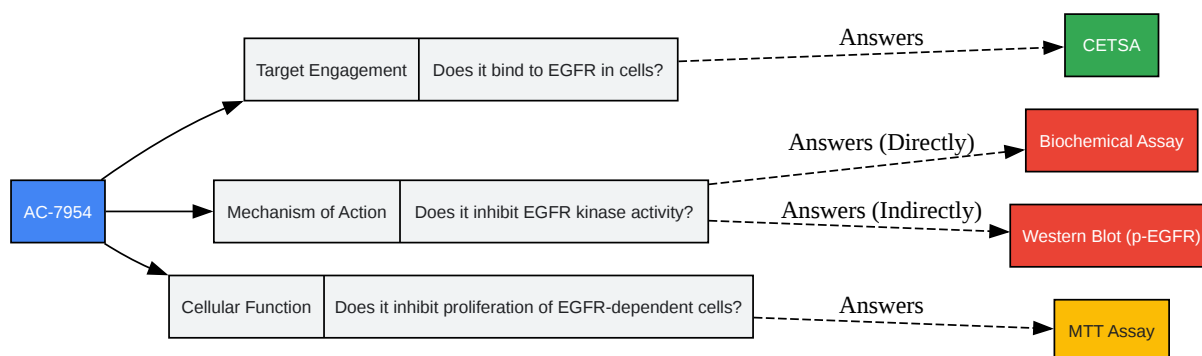 AC-7954
Target Engagement
Does it bind to EGFR in cells?
Answers
CETSA
Mechanism of Action
Does it inhibit EGFR kinase activity?
Answers (Directly)
Biochemical Assay
Answers (Indirectly)
Western Blot (p-EGFR)
Cellular Function
Does it inhibit proliferation of EGFR-dependent cells?
Answers
MTT Assay